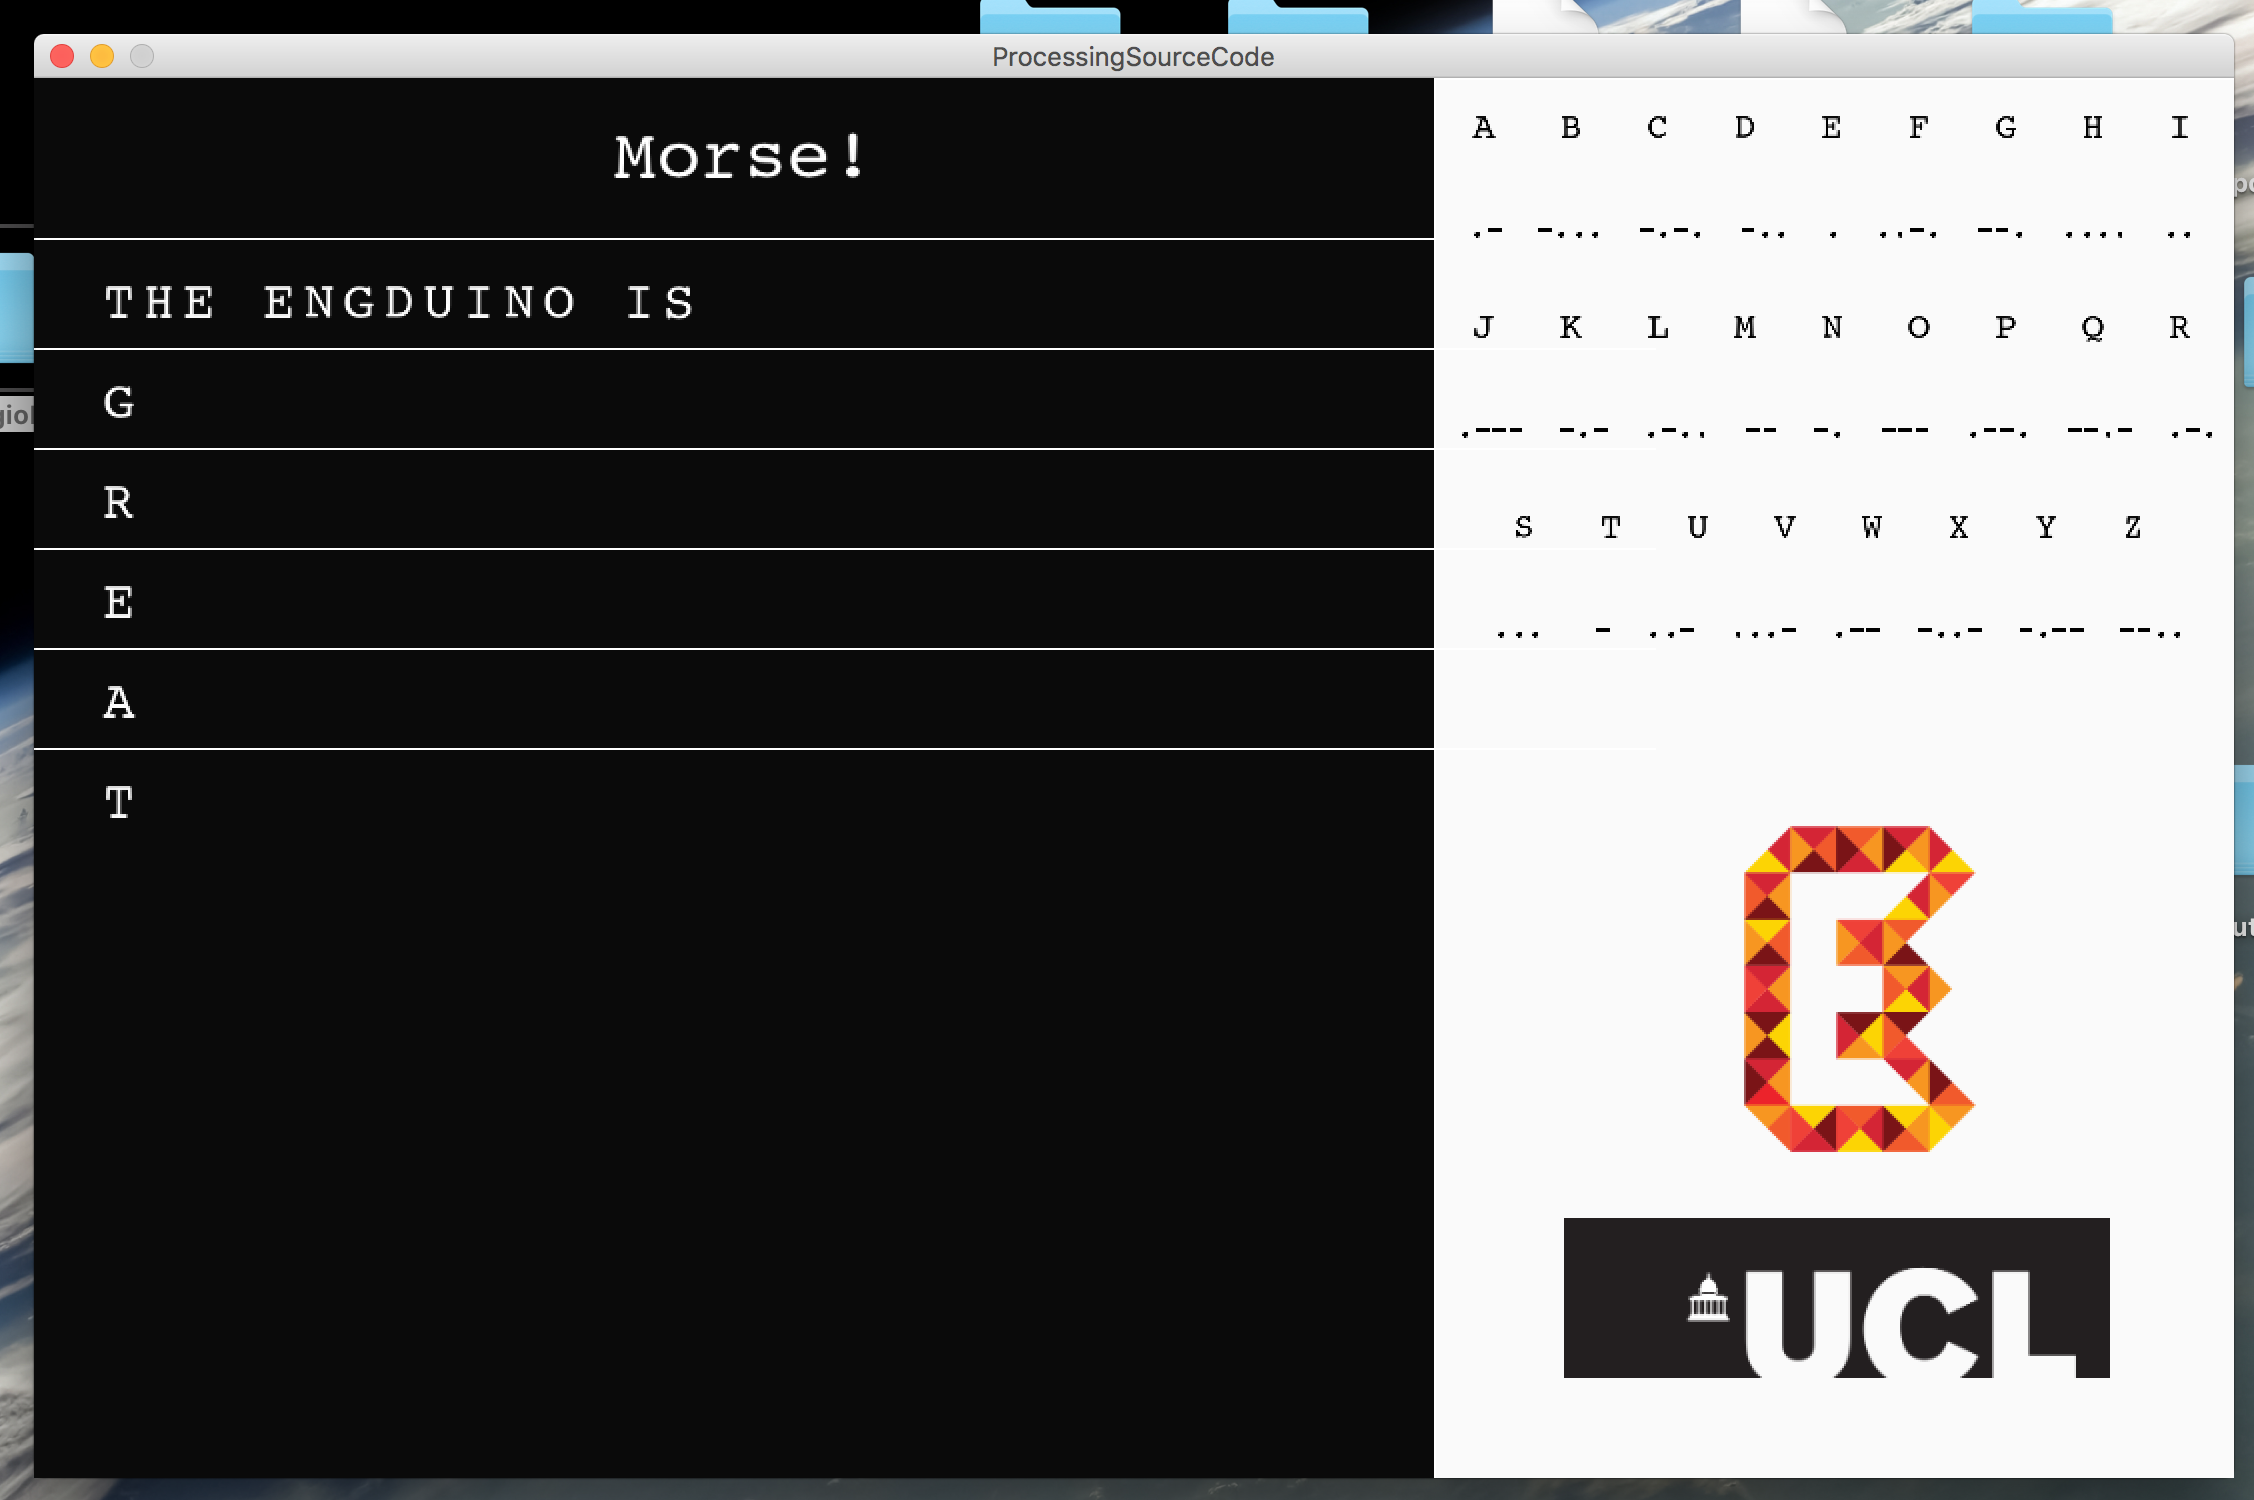 ProcessingSourceCode
Morse!
THE ENGDUINO IS
G
R
E
A
T
A B C D E F G H I
.- -... -.-. -.. . ..-. --. .... ..
J K L M N O P Q R
.--- -.- .-.. -- -. --- .--. --.- .-.
S T U V W X Y Z
... - ..- ...- .-- -..- -.-- --..
E
UCL